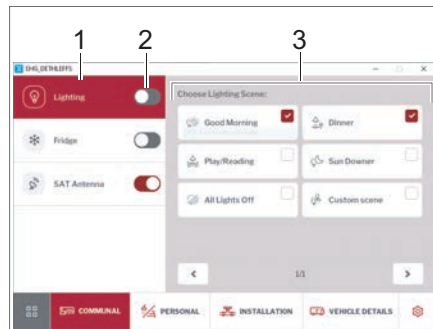 1 2 3
EHG_DETHLEFFS
Lighting
Choose Lighting Scene:
Good Morning
Dinner
Fridge
Play/Reading
Sun Downer
SAT Antenna
All Lights Off
Custom scene
< 1/1 >
COMMUNAL PERSONAL INSTALLATION VEHICLE DETAILS